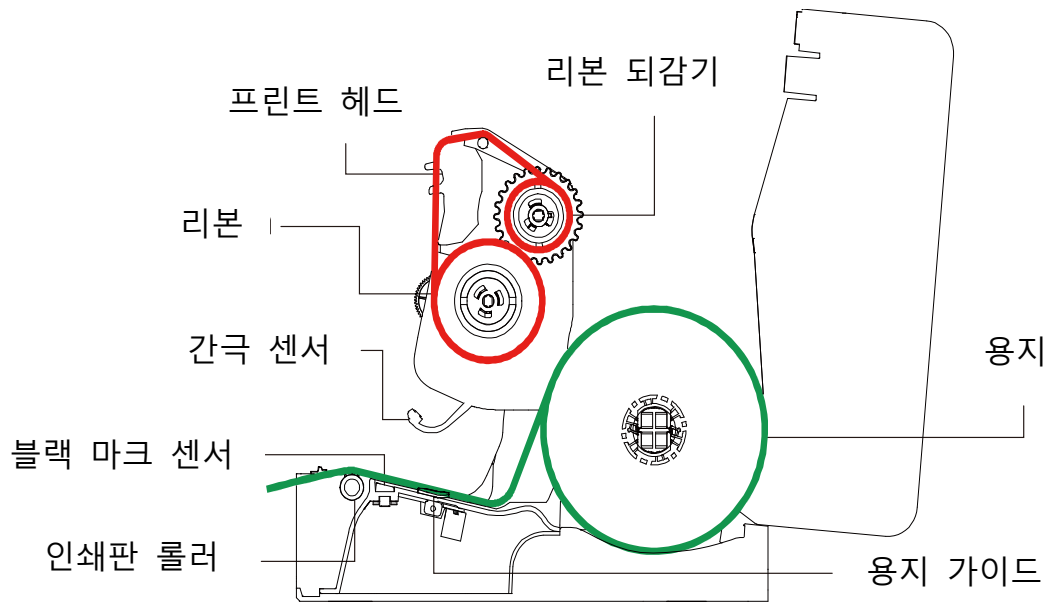 리본 되감기
프린트 헤드
리본
간극 센서
용지
블랙 마크 센서
인쇄판 롤러
용지 가이드